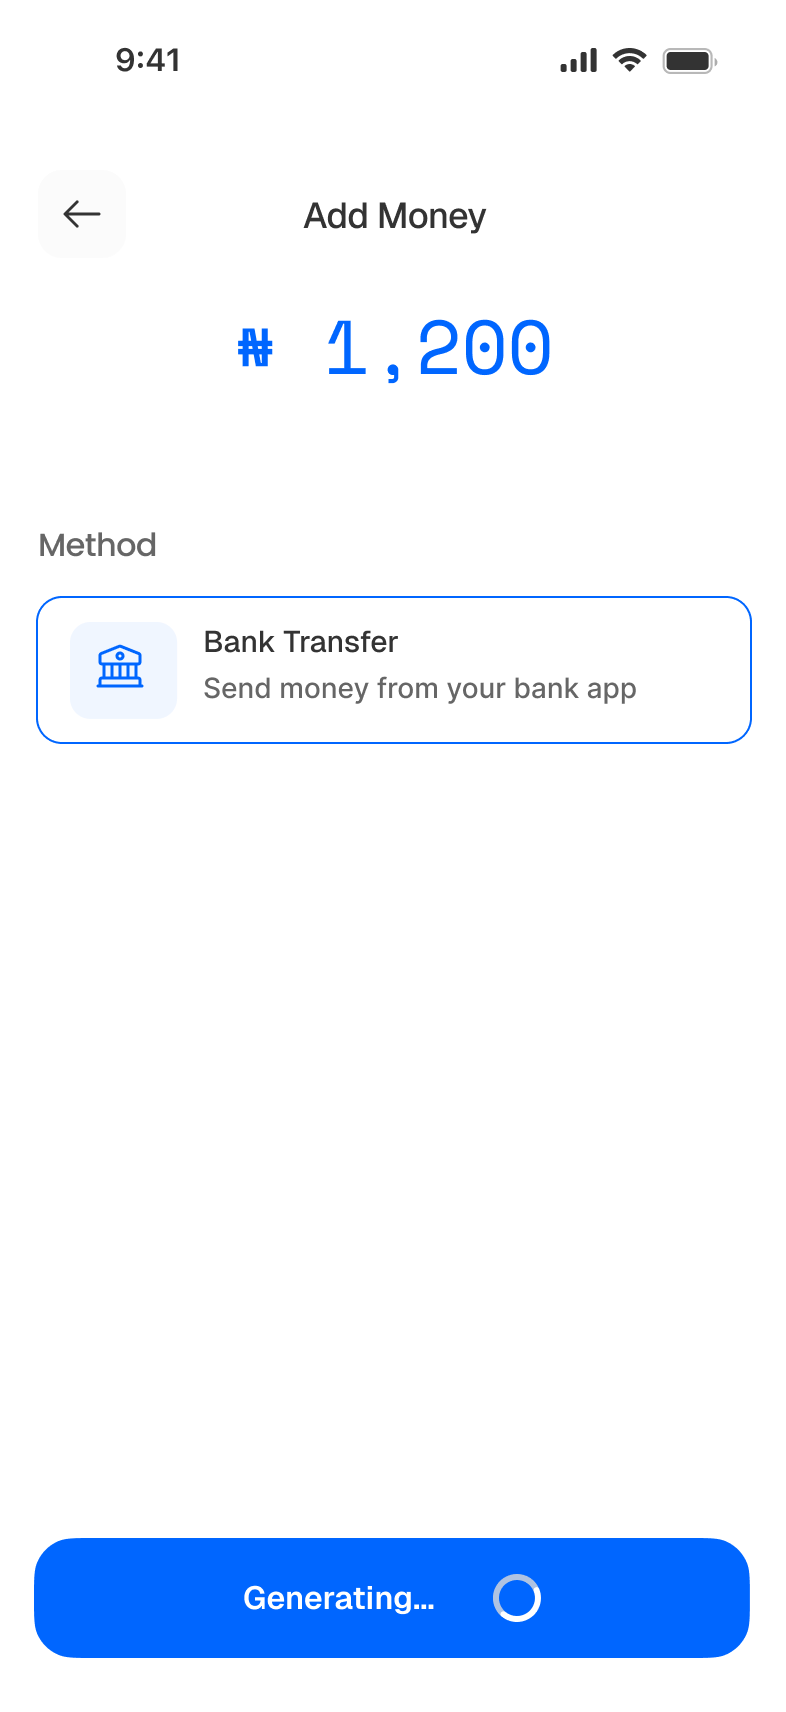 9:41
Add Money
₦ 1,200
Method
Bank Transfer
Send money from your bank app
Generating...